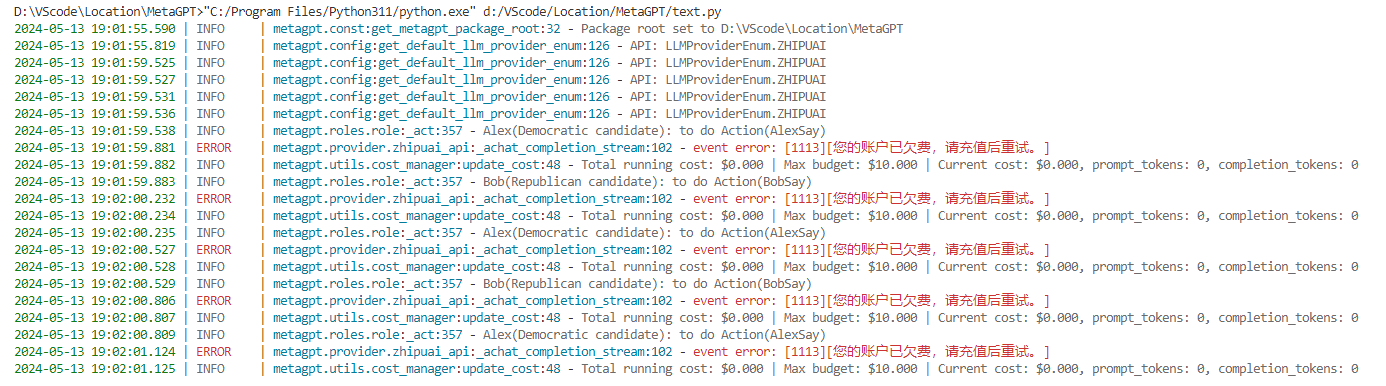 D:\VScode\Location\MetaGPT>"C:/Program Files/Python311/python.exe" d:/VScode/Location/MetaGPT/text.py
2024-05-13 19:01:55.590 | INFO     | metagpt.const:get_metagpt_package_root:32 - Package root set to D:\VScode\Location\MetaGPT
2024-05-13 19:01:55.819 | INFO     | metagpt.config:get_default_llm_provider_enum:126 - API: LLMProviderEnum.ZHIPUAI
2024-05-13 19:01:59.525 | INFO     | metagpt.config:get_default_llm_provider_enum:126 - API: LLMProviderEnum.ZHIPUAI
2024-05-13 19:01:59.527 | INFO     | metagpt.config:get_default_llm_provider_enum:126 - API: LLMProviderEnum.ZHIPUAI
2024-05-13 19:01:59.531 | INFO     | metagpt.config:get_default_llm_provider_enum:126 - API: LLMProviderEnum.ZHIPUAI
2024-05-13 19:01:59.536 | INFO     | metagpt.config:get_default_llm_provider_enum:126 - API: LLMProviderEnum.ZHIPUAI
2024-05-13 19:01:59.538 | INFO     | metagpt.roles.role:_act:357 - Alex(Democratic candidate): to do Action(AlexSay)
2024-05-13 19:01:59.881 | ERROR    | metagpt.provider.zhipuai_api:_achat_completion_stream:102 - event error: [1113][您的账户已欠费，请充值后重试。]
2024-05-13 19:01:59.882 | INFO     | metagpt.utils.cost_manager:update_cost:48 - Total running cost: $0.000 | Max budget: $10.000 | Current cost: $0.000, prompt_tokens: 0, completion_tokens: 0
2024-05-13 19:01:59.883 | INFO     | metagpt.roles.role:_act:357 - Bob(Republican candidate): to do Action(BobSay)
2024-05-13 19:02:00.232 | ERROR    | metagpt.provider.zhipuai_api:_achat_completion_stream:102 - event error: [1113][您的账户已欠费，请充值后重试。]
2024-05-13 19:02:00.234 | INFO     | metagpt.utils.cost_manager:update_cost:48 - Total running cost: $0.000 | Max budget: $10.000 | Current cost: $0.000, prompt_tokens: 0, completion_tokens: 0
2024-05-13 19:02:00.235 | INFO     | metagpt.roles.role:_act:357 - Alex(Democratic candidate): to do Action(AlexSay)
2024-05-13 19:02:00.527 | ERROR    | metagpt.provider.zhipuai_api:_achat_completion_stream:102 - event error: [1113][您的账户已欠费，请充值后重试。]
2024-05-13 19:02:00.528 | INFO     | metagpt.utils.cost_manager:update_cost:48 - Total running cost: $0.000 | Max budget: $10.000 | Current cost: $0.000, prompt_tokens: 0, completion_tokens: 0
2024-05-13 19:02:00.529 | INFO     | metagpt.roles.role:_act:357 - Bob(Republican candidate): to do Action(BobSay)
2024-05-13 19:02:00.806 | ERROR    | metagpt.provider.zhipuai_api:_achat_completion_stream:102 - event error: [1113][您的账户已欠费，请充值后重试。]
2024-05-13 19:02:00.807 | INFO     | metagpt.utils.cost_manager:update_cost:48 - Total running cost: $0.000 | Max budget: $10.000 | Current cost: $0.000, prompt_tokens: 0, completion_tokens: 0
2024-05-13 19:02:00.809 | INFO     | metagpt.roles.role:_act:357 - Alex(Democratic candidate): to do Action(AlexSay)
2024-05-13 19:02:01.124 | ERROR    | metagpt.provider.zhipuai_api:_achat_completion_stream:102 - event error: [1113][您的账户已欠费，请充值后重试。]
2024-05-13 19:02:01.125 | INFO     | metagpt.utils.cost_manager:update_cost:48 - Total running cost: $0.000 | Max budget: $10.000 | Current cost: $0.000, prompt_tokens: 0, completion_tokens: 0